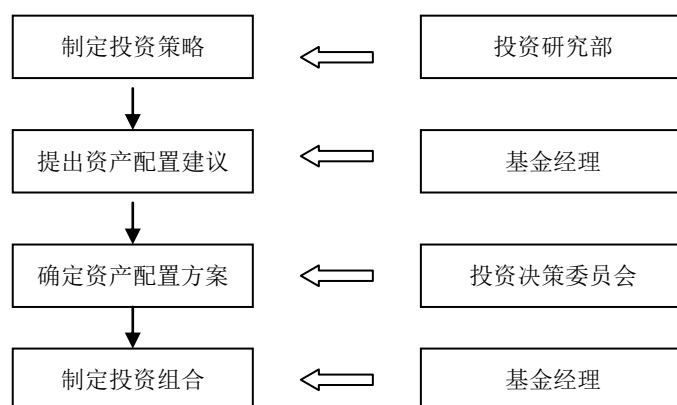 制定投资策略
投资研究部
提出资产配置建议
基金经理
确定资产配置方案
投资决策委员会
制定投资组合
基金经理